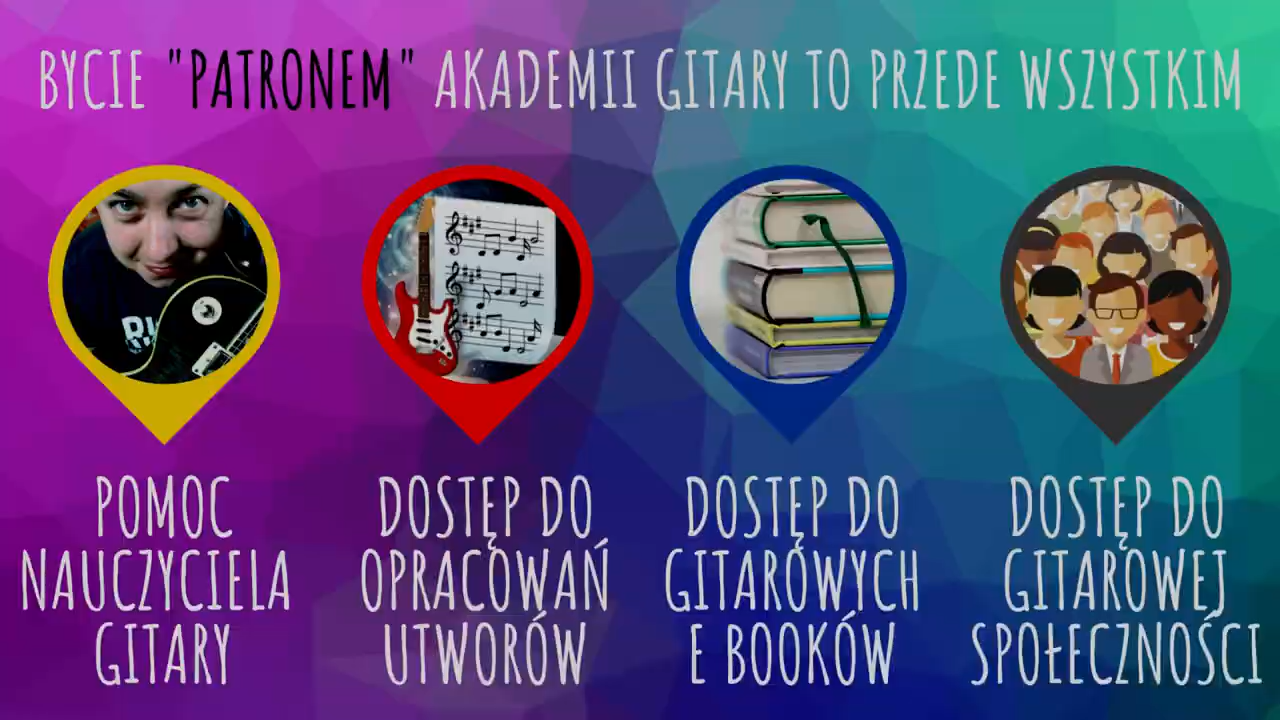 BYCIE "PATRONEM" AKADEMII GITARY TO PRZEDE WSZYSTKIM
POMOC
NAUCZYCIELA
GITARY
DOSTĘP DO
OPRACOWAŃ
UTWORÓW
DOSTĘP DO
GITAROWYCH
E BOOKÓW
DOSTĘP DO
GITAROWEJ
SPOŁECZNOŚCI